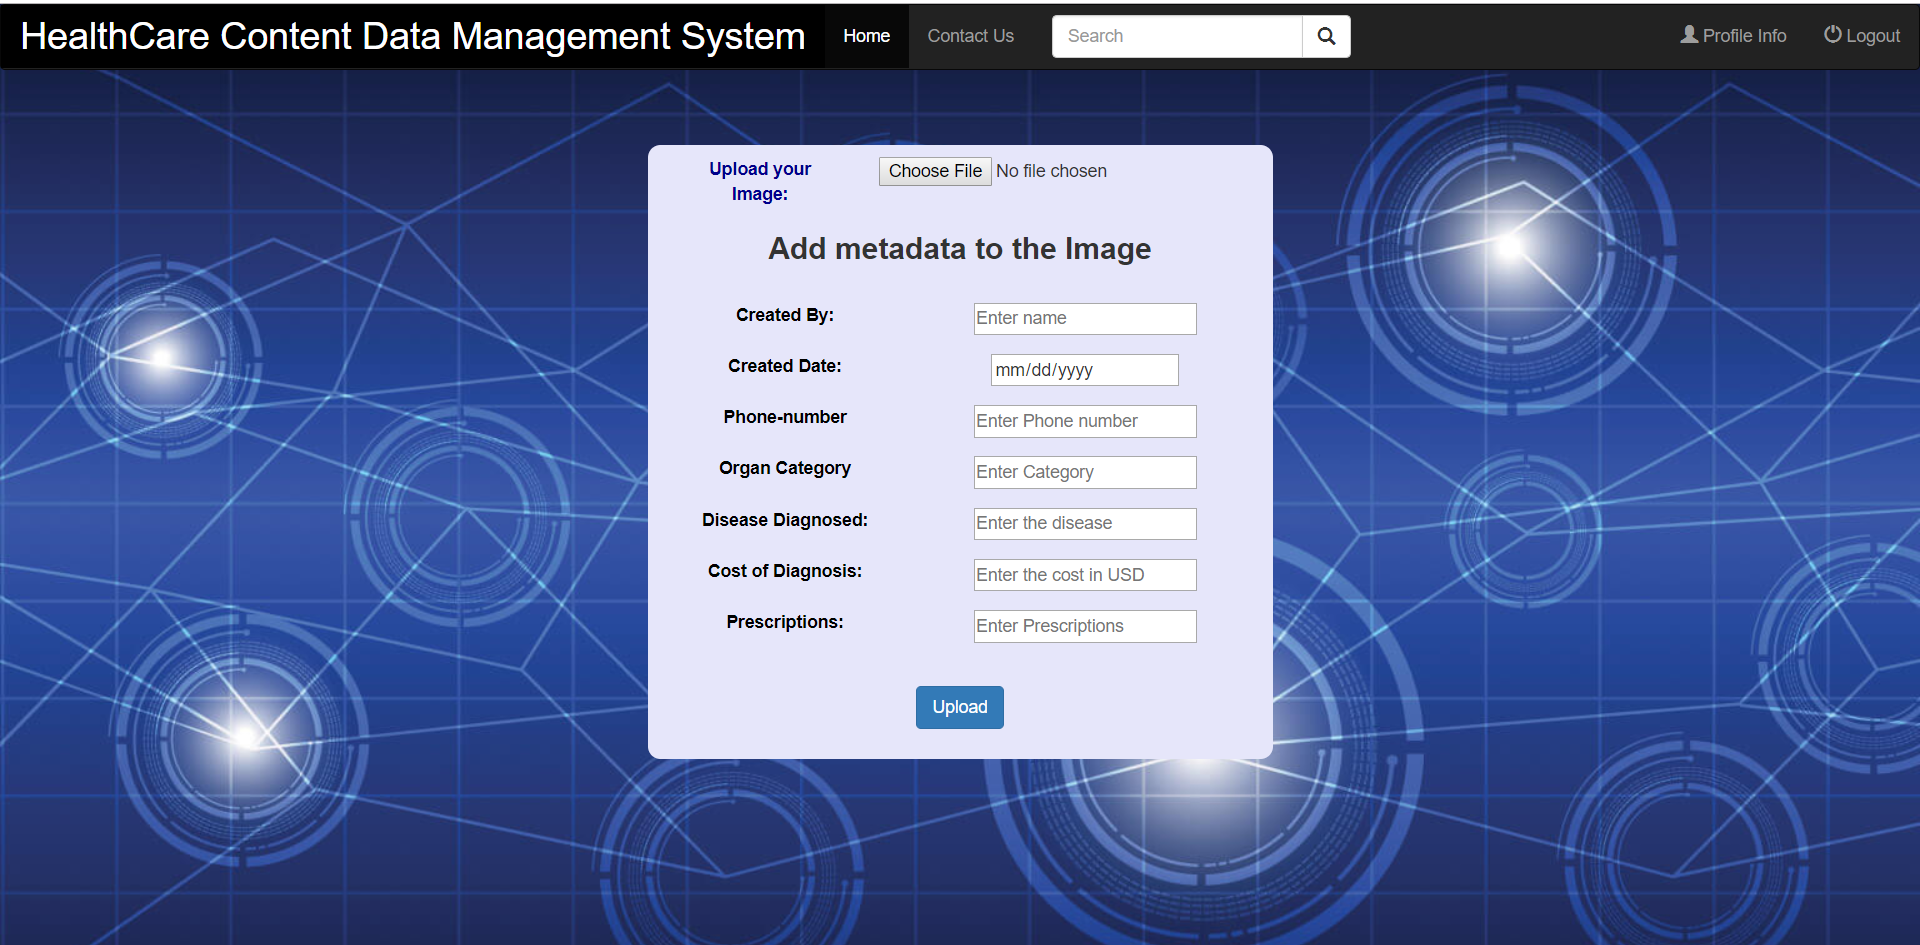 HealthCare Content Data Management System Home Contact Us Search Profile Info Logout
Upload your Choose File No file chosen
Image:
Add metadata to the Image
Created By: Enter name
Created Date: mm/dd/yyyy
Phone-number Enter Phone number
Organ Category Enter Category
Disease Diagnosed: Enter the disease
Cost of Diagnosis: Enter the cost in USD
Prescriptions: Enter Prescriptions
Upload